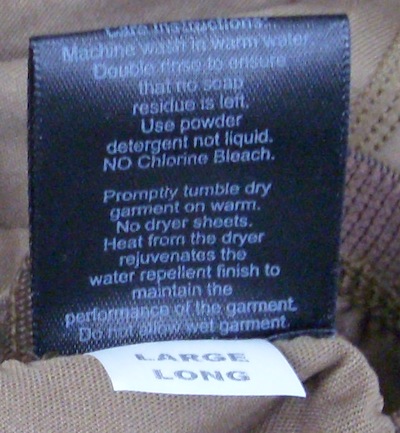 Care Instructions:
Machine wash in warm water.
Double rinse to ensure
that no soap
residue is left.
Use powder
detergent not liquid.
NO Chlorine Bleach.
Promptly tumble dry
garment on warm.
No dryer sheets.
Heat from the dryer
rejuvenates the
water repellent finish to
maintain the
performance of the garment.
Do not allow wet garment.
LARGE
LONG